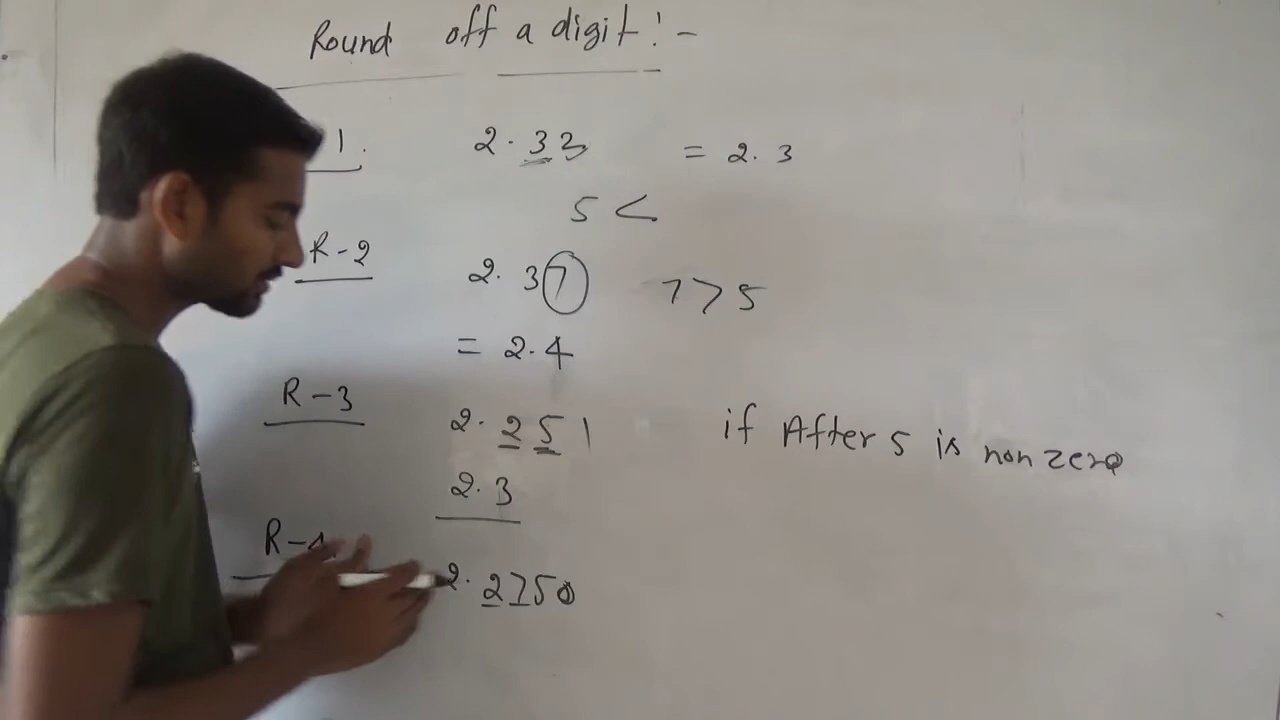 Round off a digit! -
1. 2.33 = 2.3
5 <
R-2 2.37 7 > 5
= 2.4
R-3 2.251 if After 5 is non zero
2.3
R-4 2.2750